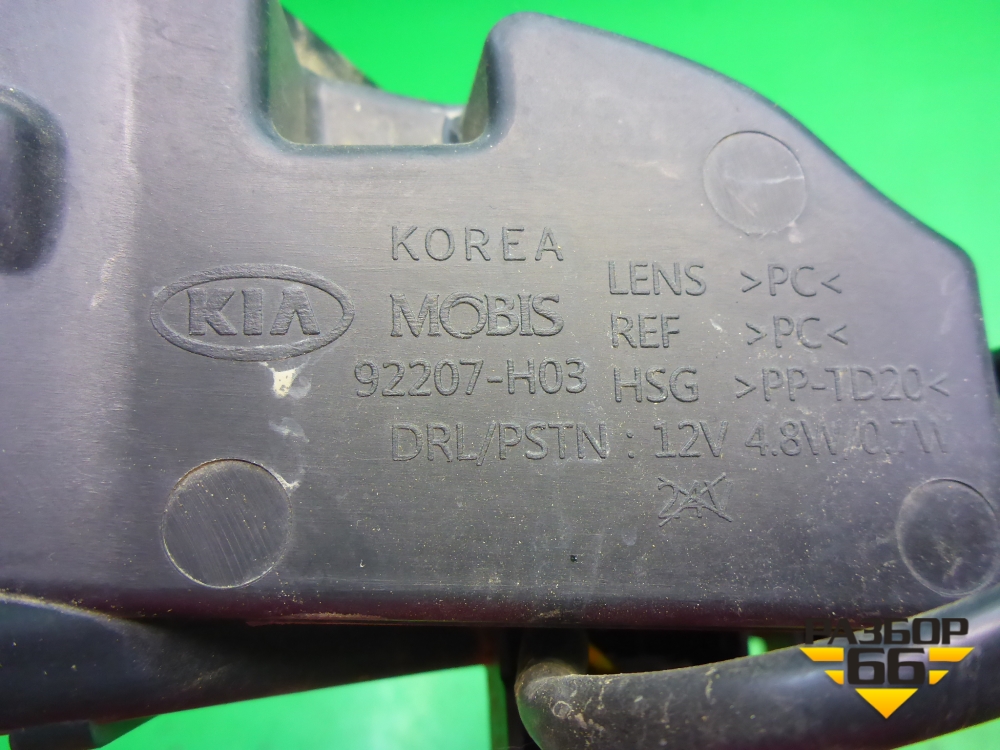 KOREA
KIA
MOBIS
92207-H03
LENS >PC<
REF >PC<
HSG >PP-TD20<
DRL/PSTN : 12V 4.8W/0.7W
24V
РАЗБОР
66